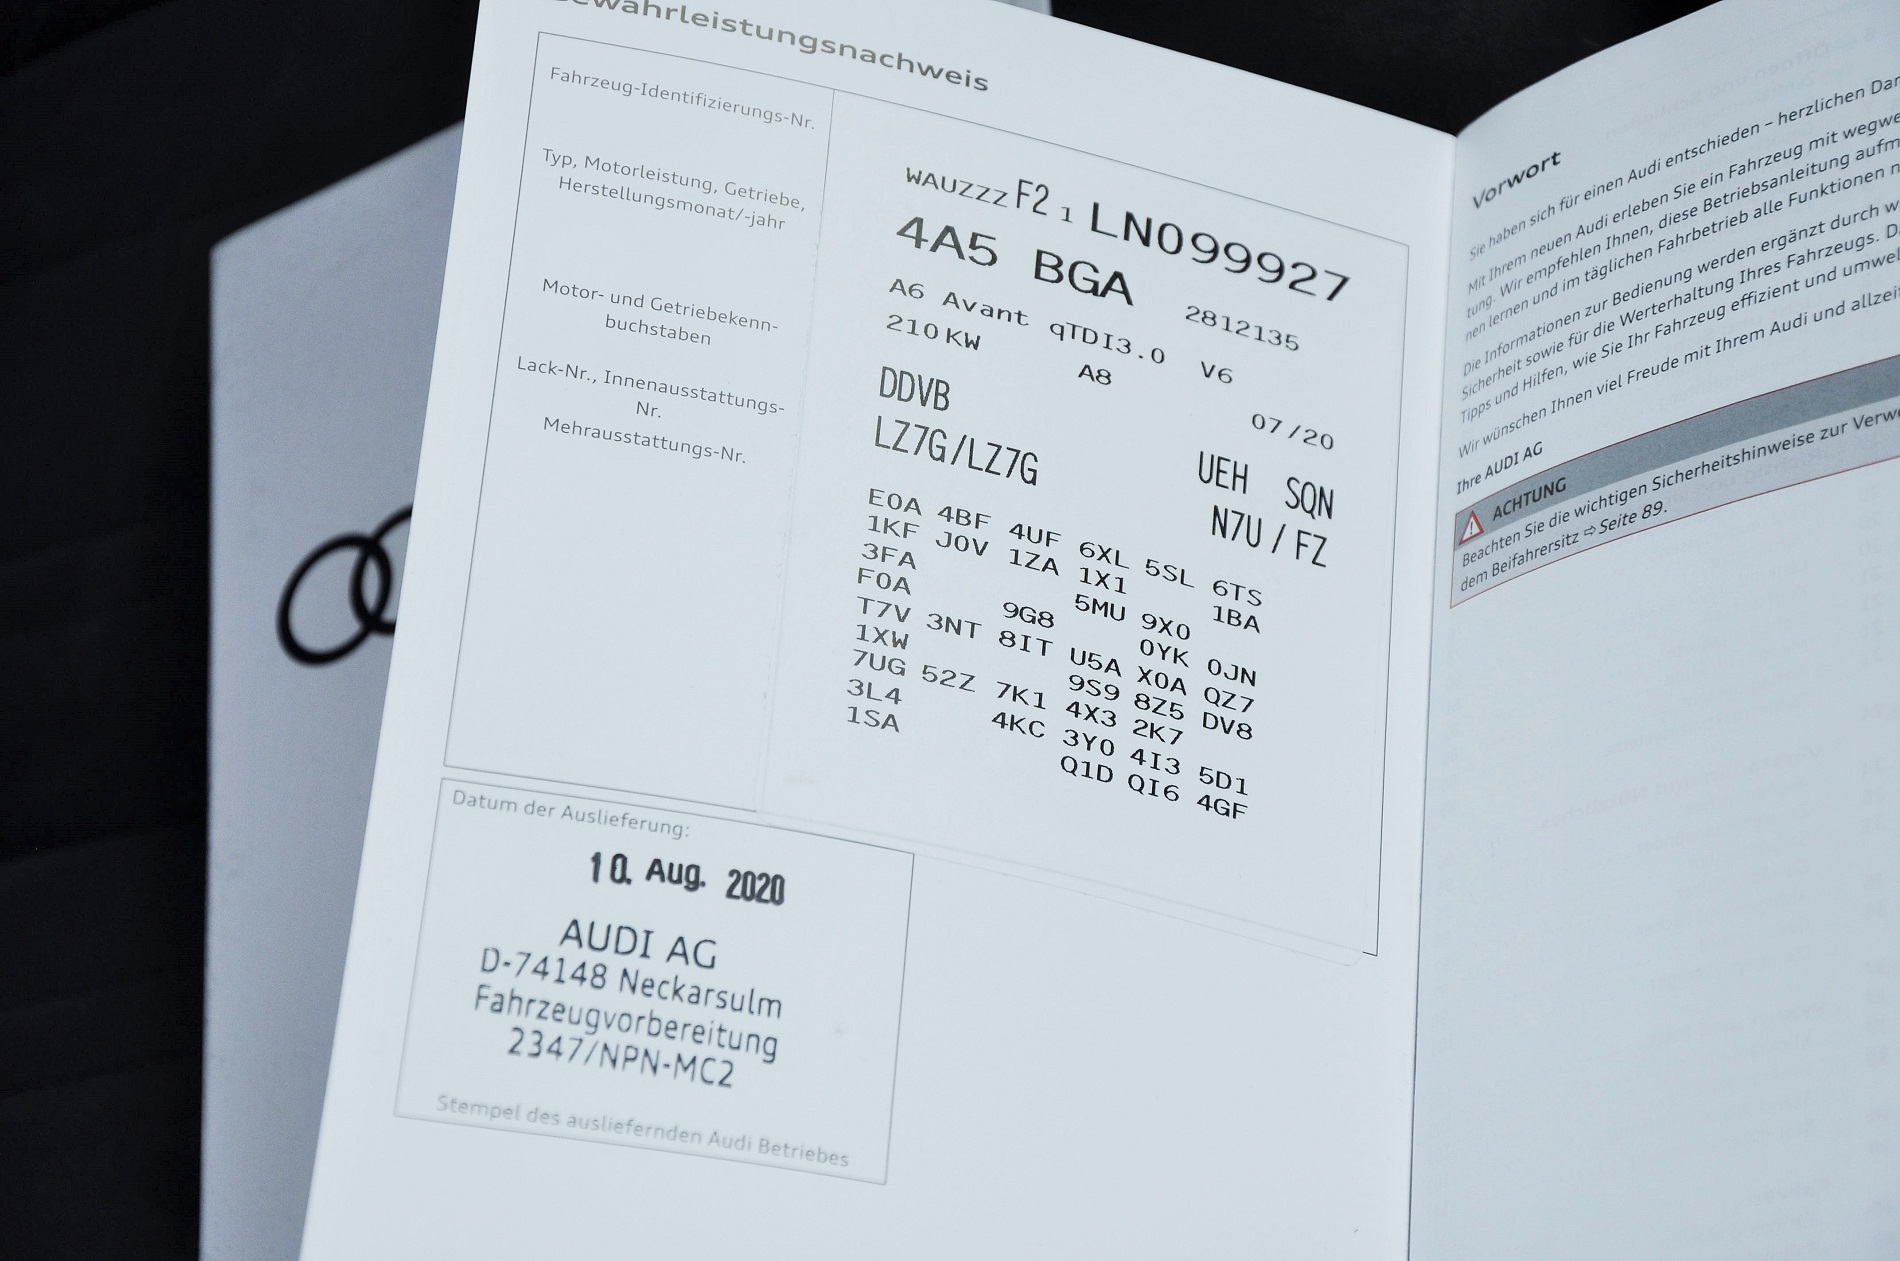 ewährleistungsnachweis
Fahrzeug-Identifizierungs-Nr.
Typ, Motorleistung, Getriebe,
Herstellungsmonat/-jahr
Motor- und Getriebekenn-
buchstaben
Lack-Nr., Innenausstattungs-
Nr.
Mehrausstattungs-Nr.
WAUZZZ F2 1 LN099927
4A5 BGA 2812135
A6 Avant qTDI3.0 V6
210 KW A8 07/20
DDVB UEH SQN
LZ7G/LZ7G N7U / FZ
E0A 4BF 4UF 6XL 5SL 6TS
1KF J0V 1ZA 1X1 1BA
3FA 5MU 9X0
F0A 9G8 0YK 0JN
T7V 3NT 8IT U5A X0A QZ7
1XW 9S9 8Z5 DV8
7UG 52Z 7K1 4X3 2K7
3L4 4KC 3Y0 4I3 5D1
1SA Q1D QI6 4GF
Datum der Auslieferung:
10. Aug. 2020
AUDI AG
D-74148 Neckarsulm
Fahrzeugvorbereitung
2347/NPN-MC2
Stempel des ausliefernden Audi Betriebes
Vorwort
Sie haben sich für einen Audi entschieden – herzlichen Dan
Mit Ihrem neuen Audi erleben Sie ein Fahrzeug mit wegwe
tung. Wir empfehlen Ihnen, diese Betriebsanleitung aufm
nen lernen und im täglichen Fahrbetrieb alle Funktionen n
Die Informationen zur Bedienung werden ergänzt durch w
Sicherheit sowie für die Werterhaltung Ihres Fahrzeugs. Da
Tipps und Hilfen, wie Sie Ihr Fahrzeug effizient und umwel
Wir wünschen Ihnen viel Freude mit Ihrem Audi und allzeit
Ihre AUDI AG
ACHTUNG
Beachten Sie die wichtigen Sicherheitshinweise zur Verwe
dem Beifahrersitz ⇨ Seite 89.